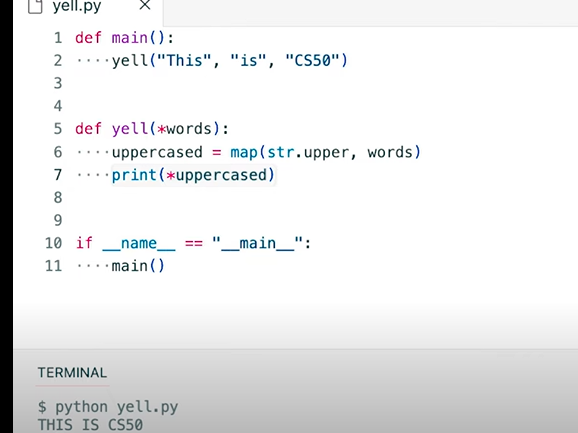 yell.py ×
1 def main():
2 ····yell("This", "is", "CS50")
3
4
5 def yell(*words):
6 ····uppercased = map(str.upper, words)
7 ····print(*uppercased)
8
9
10 if __name__ == "__main__":
11 ····main()
TERMINAL
$ python yell.py
THIS IS CS50